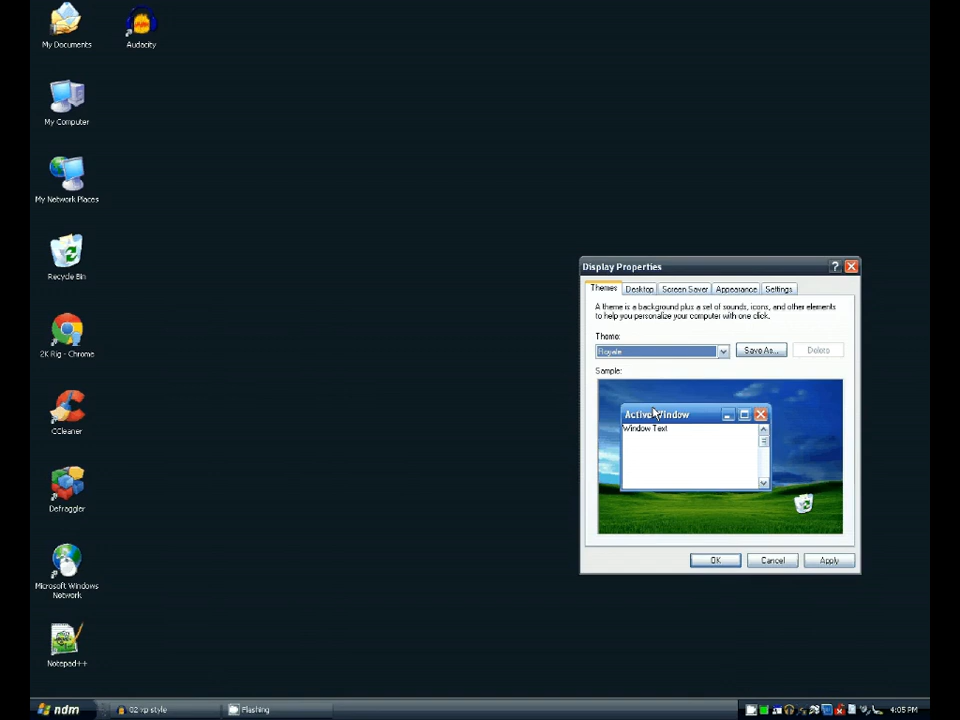 My Documents
Audacity
My Computer
My Network Places
Recycle Bin
2K Rig - Chrome
CCleaner
Defraggler
Microsoft Windows
Network
Notepad++
Display Properties
Themes Desktop Screen Saver Appearance Settings
A theme is a background plus a set of sounds, icons, and other elements
to help you personalize your computer with one click.
Theme:
Royale
Save As...
Delete
Sample:
Active Window
Window Text
OK
Cancel
Apply
ndm
02 vp style
Flashing
4:05 PM